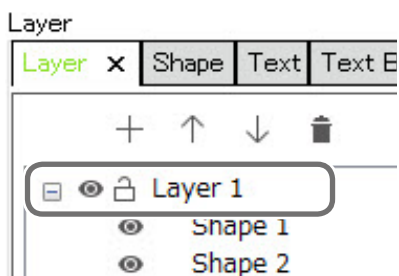 Layer
Layer × Shape Text Text B
Layer 1
Shape 1
Shape 2